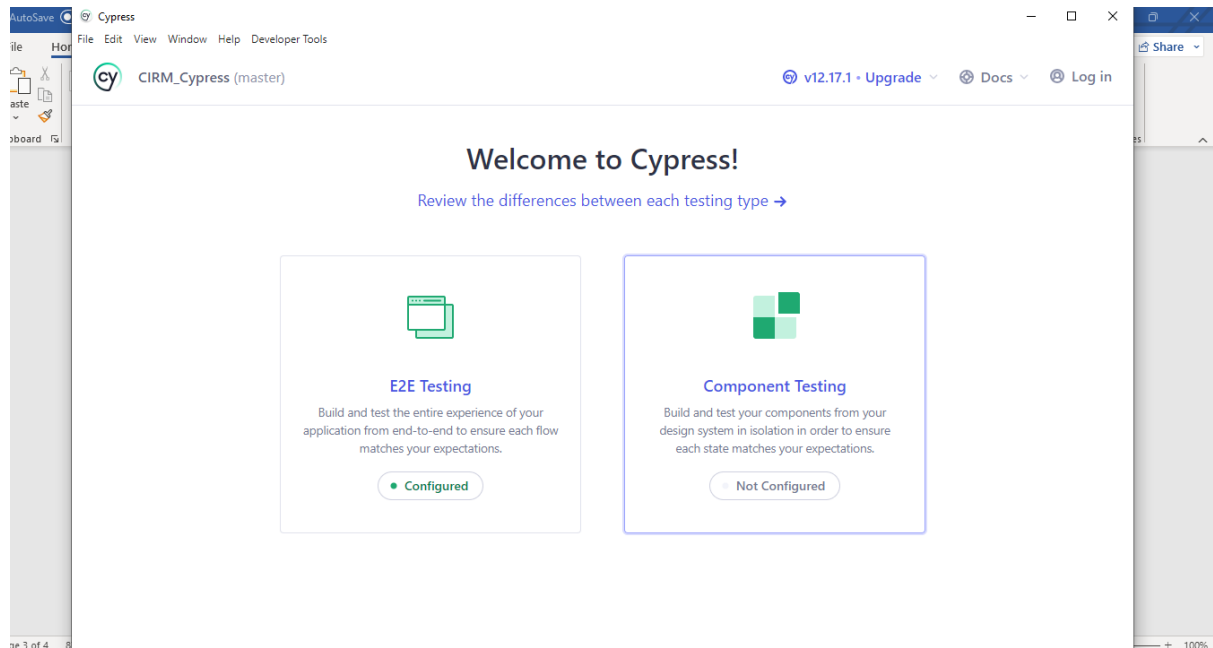 AutoSave
Cypress
File Edit View Window Help Developer Tools
Share
cy CIRM_Cypress (master) v12.17.1 • Upgrade Docs Log in
Welcome to Cypress!
Review the differences between each testing type →
E2E Testing
Build and test the entire experience of your
application from end-to-end to ensure each flow
matches your expectations.
Configured
Component Testing
Build and test your components from your
design system in isolation in order to ensure
each state matches your expectations.
Not Configured
3 of 4
100%